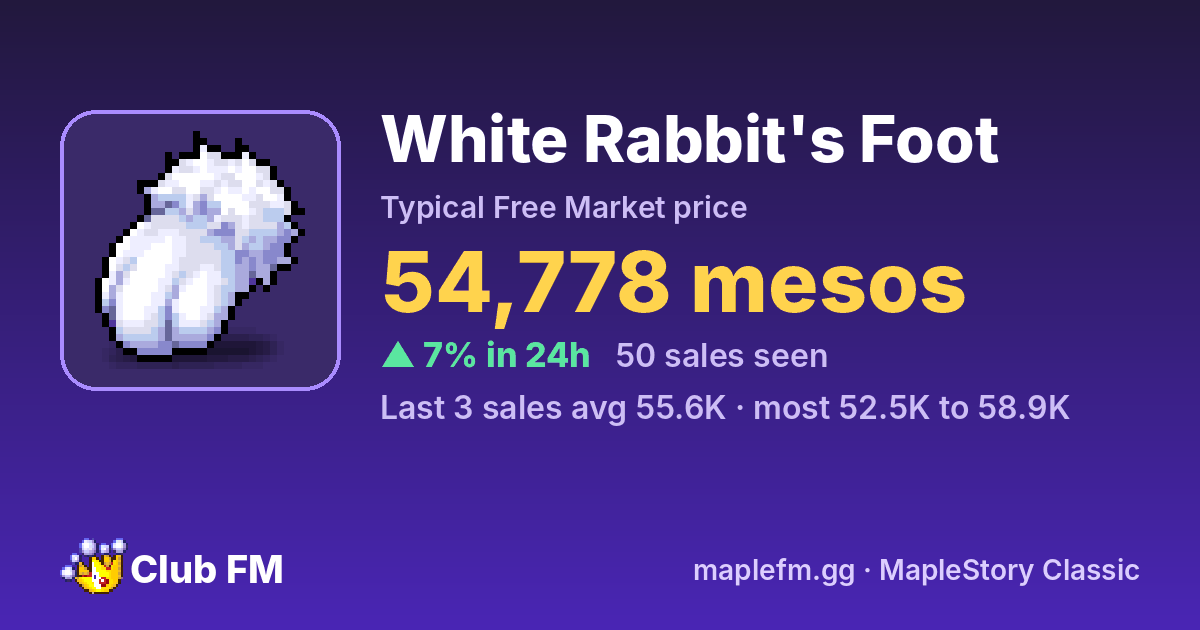 White Rabbit's Foot
Typical Free Market price
54,778 mesos
▲ 7% in 24h 50 sales seen
Last 3 sales avg 55.6K · most 52.5K to 58.9K
Club FM
maplefm.gg · MapleStory Classic